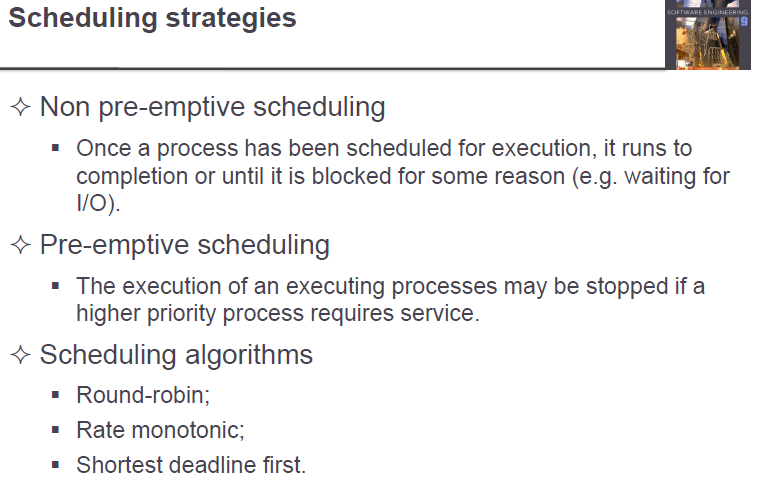 Scheduling strategies
SOFTWARE ENGINEERING
9
✧ Non pre-emptive scheduling
▪ Once a process has been scheduled for execution, it runs to
completion or until it is blocked for some reason (e.g. waiting for
I/O).
✧ Pre-emptive scheduling
▪ The execution of an executing processes may be stopped if a
higher priority process requires service.
✧ Scheduling algorithms
▪ Round-robin;
▪ Rate monotonic;
▪ Shortest deadline first.